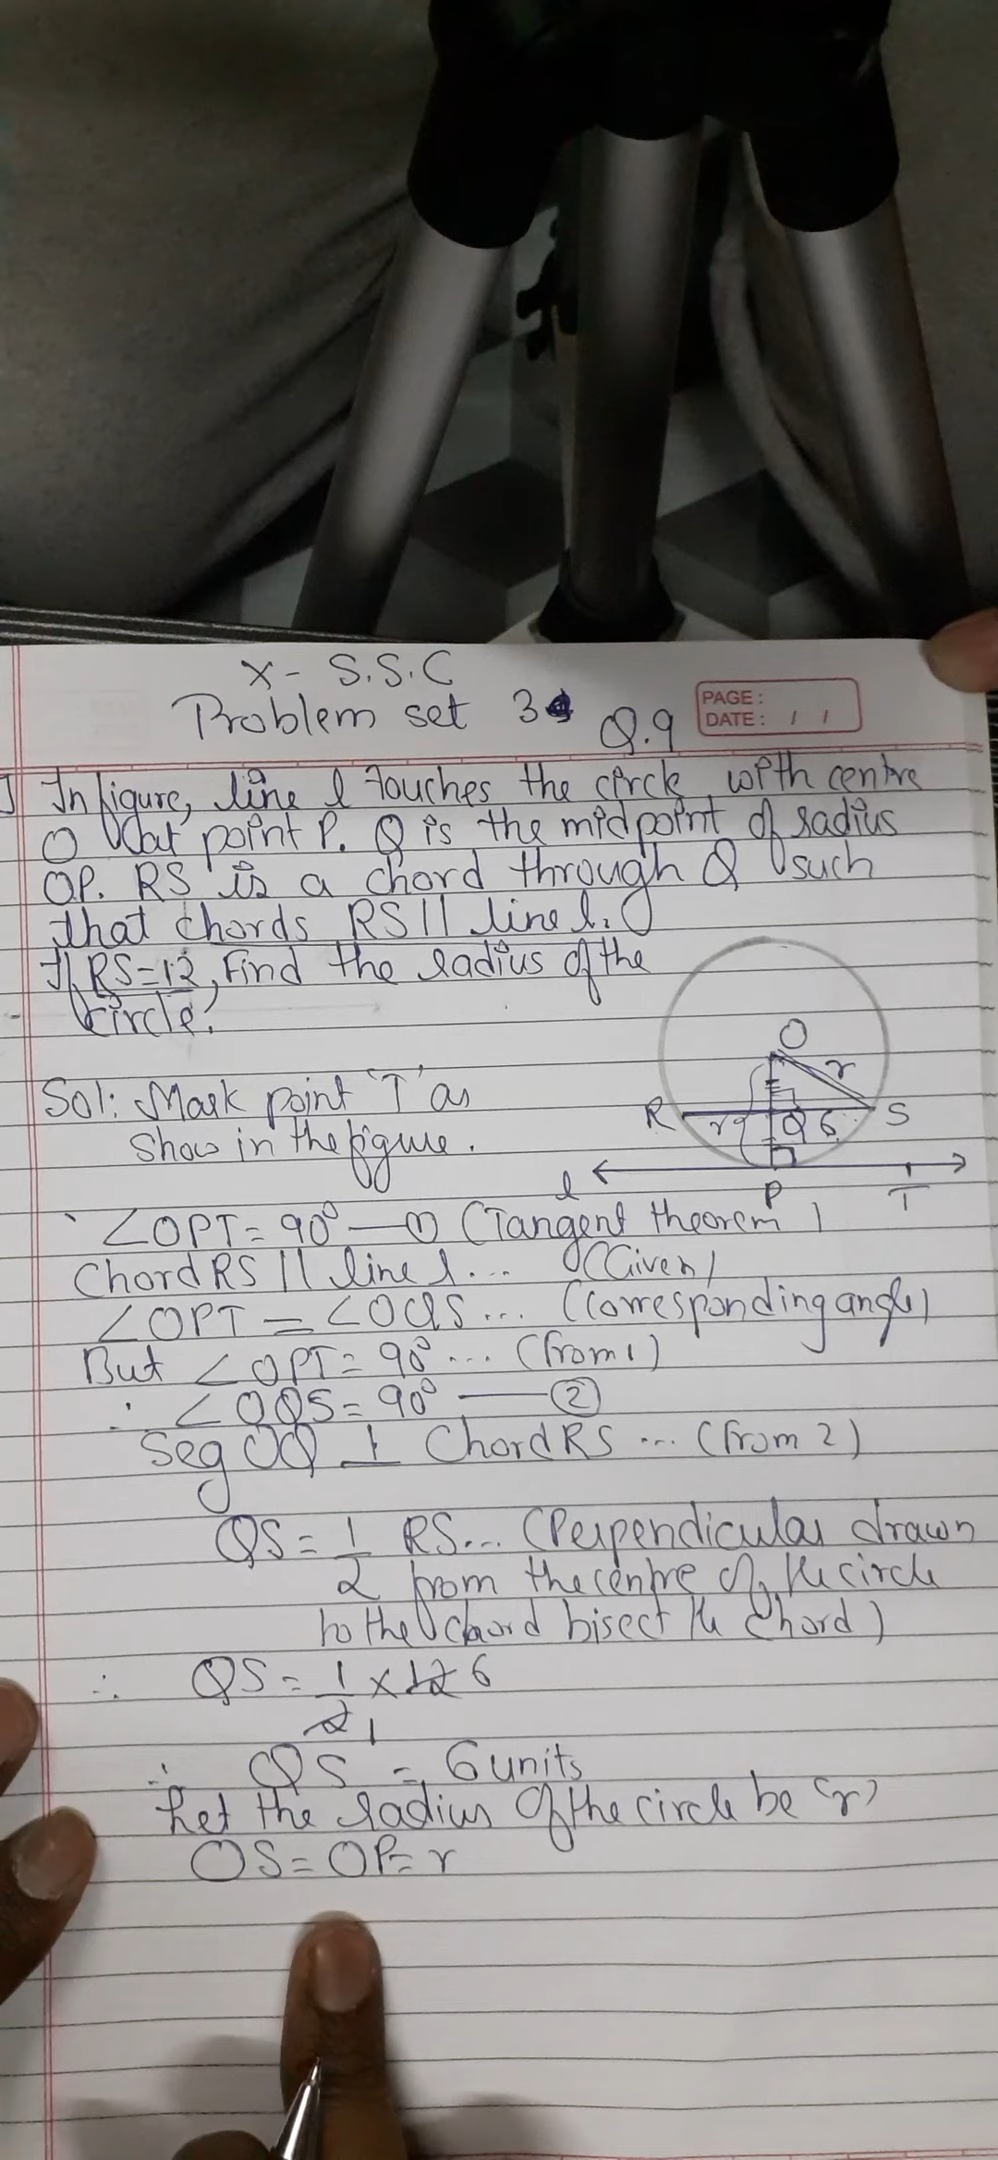 X - S.S.C
Problem set 3 Q.9
PAGE :
DATE : / /
In figure, line l touches the circle with centre
O at point P. Q is the midpoint of radius
OP. RS is a chord through Q such
that chords RS || line l.
If RS=12, Find the radius of the
circle.
Sol: Mark point 'T' as
Show in the figure.
O
r
R
S
Q 6
l
P
T
∠OPT = 90° — ① (Tangent theorem)
Chord RS || line l ... (Given)
∠OPT = ∠OQS ... (Corresponding angle)
But ∠OPT = 90° ... (from 1)
∴ ∠OQS = 90° — ②
Seg OQ ⊥ Chord RS ... (from 2)
QS = 1/2 RS ... (Perpendicular drawn
from the centre of the circle
to the chord bisect the chord)
∴ QS = 1/2 × 12 6
1
∴ QS = 6 units
Let the radius of the circle be 'r'
OS = OP = r